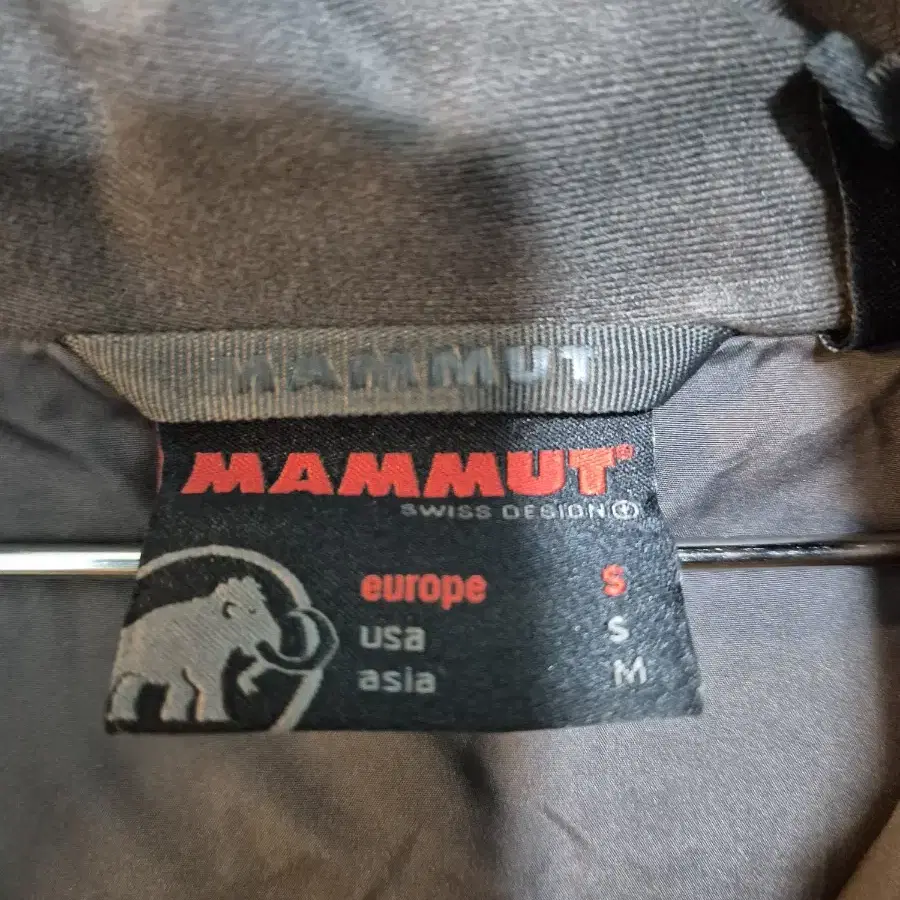 MAMMUT
MAMMUT®
SWISS DESIGN
europe S
usa S
asia M